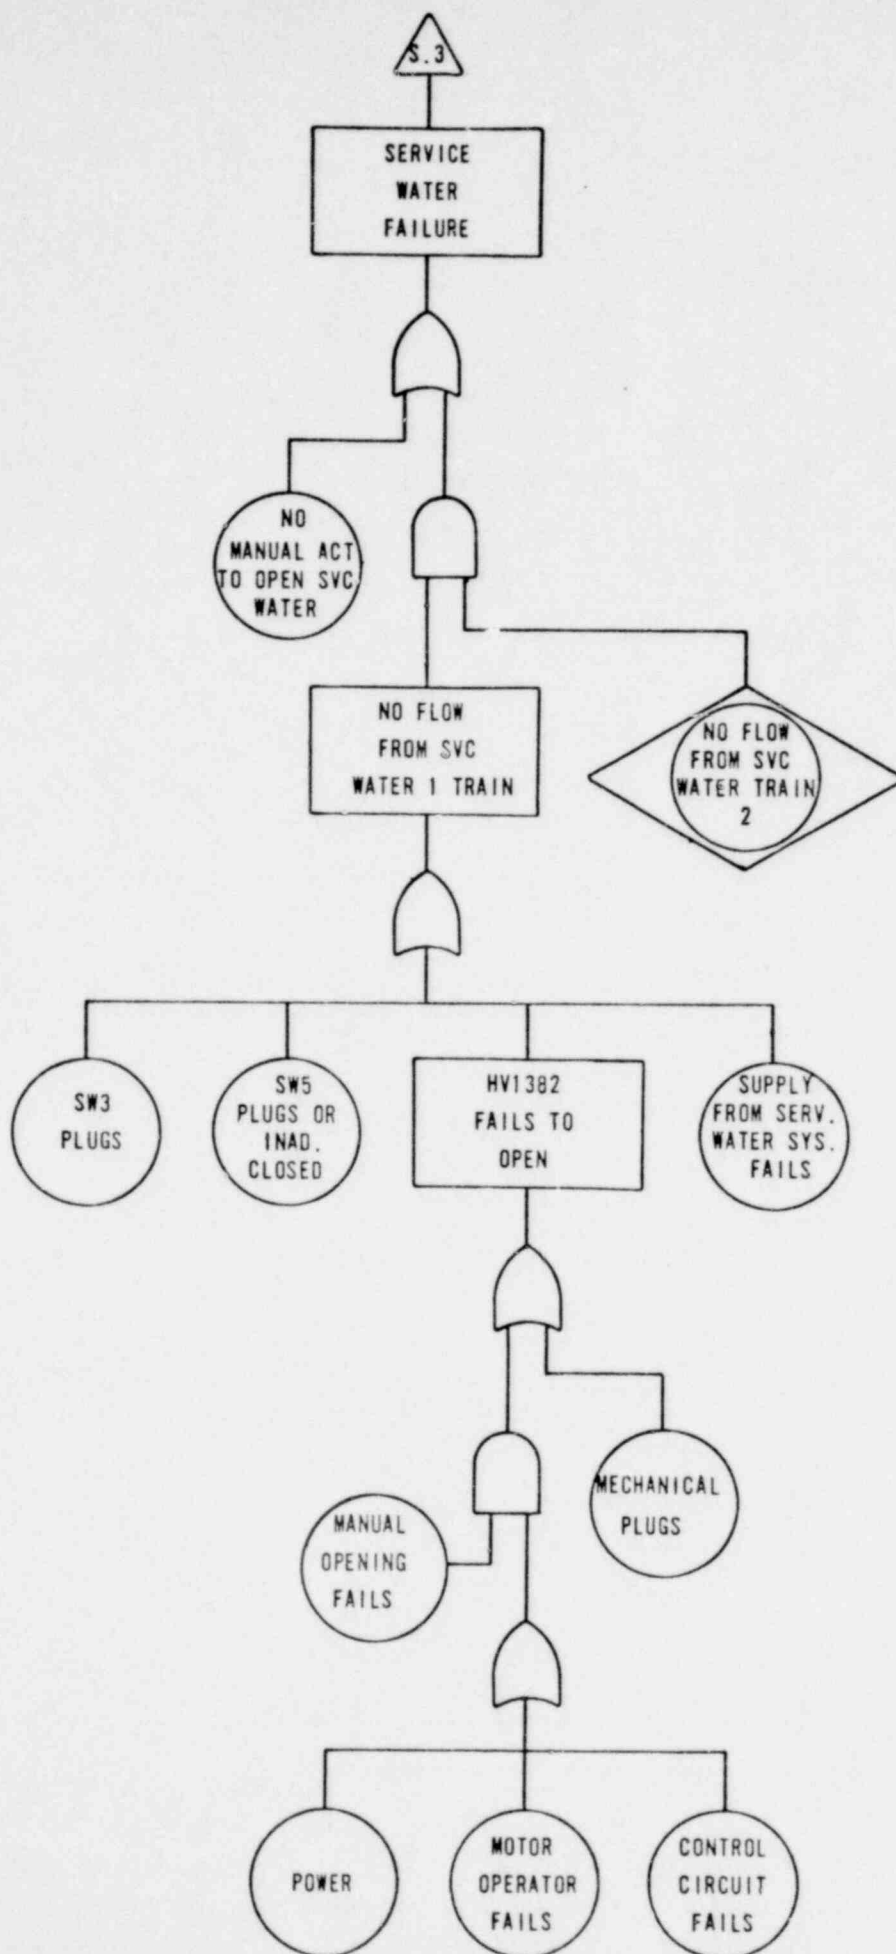 S.3
SERVICE
WATER
FAILURE
NO
MANUAL ACT
TO OPEN SVC
WATER
NO FLOW
FROM SVC
WATER 1 TRAIN
NO FLOW
FROM SVC
WATER TRAIN
2
SW3
PLUGS
SW5
PLUGS OR
INAD.
CLOSED
HV1382
FAILS TO
OPEN
SUPPLY
FROM SERV.
WATER SYS.
FAILS
MECHANICAL
PLUGS
MANUAL
OPENING
FAILS
POWER
MOTOR
OPERATOR
FAILS
CONTROL
CIRCUIT
FAILS